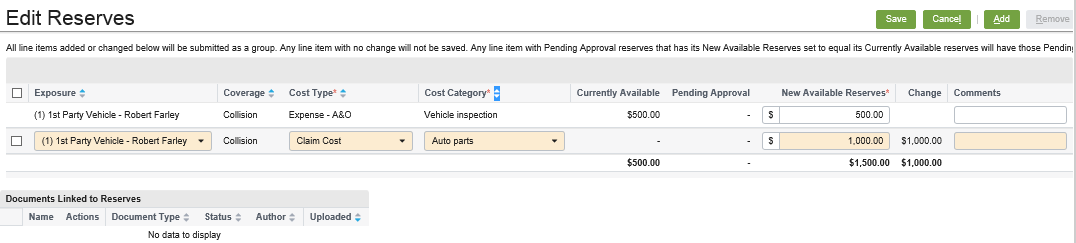 Edit Reserves Save Cancel Add Remove
All line items added or changed below will be submitted as a group. Any line item with no change will not be saved. Any line item with Pending Approval reserves that has its New Available Reserves set to equal its Currently Available reserves will have those Pending
Exposure Coverage Cost Type* Cost Category* Currently Available Pending Approval New Available Reserves* Change Comments
(1) 1st Party Vehicle - Robert Farley Collision Expense - A&O Vehicle inspection $500.00 - $ 500.00
(1) 1st Party Vehicle - Robert Farley Collision Claim Cost Auto parts - - $ 1,000.00 $1,000.00
$500.00 - $1,500.00 $1,000.00
Documents Linked to Reserves
Name Actions Document Type Status Author Uploaded
No data to display